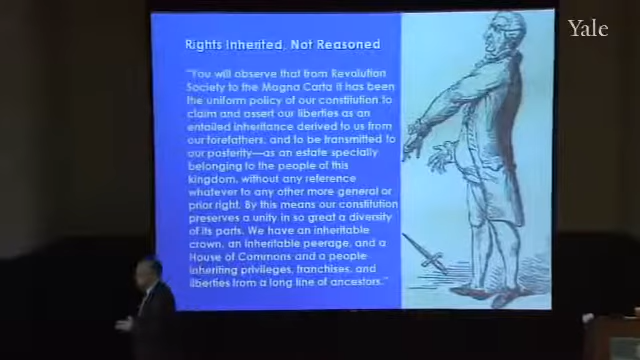 Yale
Rights Inherited, Not Reasoned
"You will observe that from Revolution
Society to the Magna Carta it has been
the uniform policy of our constitution to
claim and assert our liberties as an
entailed inheritance derived to us from
our forefathers, and to be transmitted to
our posterity—as an estate specially
belonging to the people of this
kingdom, without any reference
whatever to any other more general or
prior right. By this means our constitution
preserves a unity in so great a diversity
of its parts. We have an inheritable
crown, an inheritable peerage, and a
House of Commons and a people
inheriting privileges, franchises, and
liberties from a long line of ancestors."